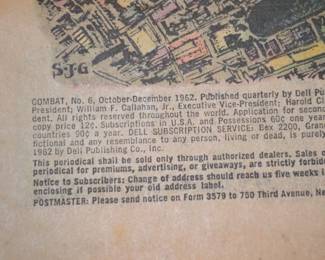 S-J-G
COMBAT, No. 6, October-December 1962. Published quarterly by Dell Pu
President; William F. Callahan, Jr., Executive Vice-President; Harold Cl
dent. All rights reserved throughout the world. Application for secon
copy price 12¢. Subscriptions in U.S.A. and Possessions 60¢ one year
countries 90¢ a year. DELL SUBSCRIPTION SERVICE: Box 2200, Gran
fictional and any resemblance to any person, living or dead, is purely
1962 by Dell Publishing Co., Inc.
This periodical shall be sold only through authorized dealers. Sales o
periodical for premiums, advertising, or giveaways, are strictly forbid
Notice to Subscribers: Change of address should reach us five weeks i
enclosing if possible your old address label.
POSTMASTER: Please send notice on Form 3579 to 750 Third Avenue, Ne